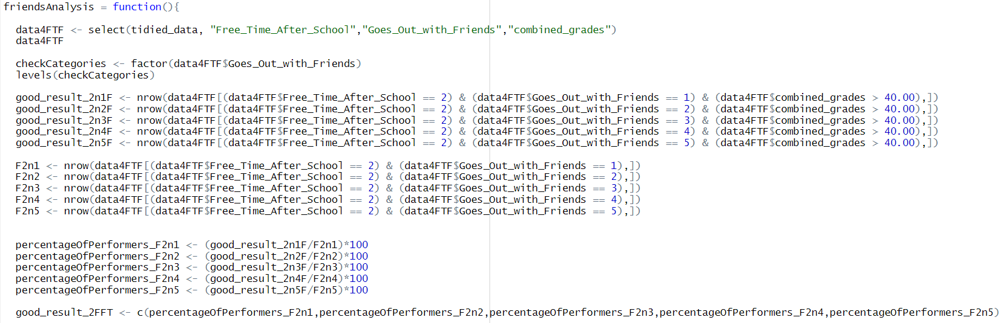 friendsAnalysis = function(){
data4FTF <- select(tidied_data, "Free_Time_After_School","Goes_Out_with_Friends","combined_grades")
data4FTF
checkCategories <- factor(data4FTF$Goes_Out_with_Friends)
levels(checkCategories)
good_result_2n1F <- nrow(data4FTF[(data4FTF$Free_Time_After_School == 2) & (data4FTF$Goes_Out_with_Friends == 1) & (data4FTF$combined_grades > 40.00),])
good_result_2n2F <- nrow(data4FTF[(data4FTF$Free_Time_After_School == 2) & (data4FTF$Goes_Out_with_Friends == 2) & (data4FTF$combined_grades > 40.00),])
good_result_2n3F <- nrow(data4FTF[(data4FTF$Free_Time_After_School == 2) & (data4FTF$Goes_Out_with_Friends == 3) & (data4FTF$combined_grades > 40.00),])
good_result_2n4F <- nrow(data4FTF[(data4FTF$Free_Time_After_School == 2) & (data4FTF$Goes_Out_with_Friends == 4) & (data4FTF$combined_grades > 40.00),])
good_result_2n5F <- nrow(data4FTF[(data4FTF$Free_Time_After_School == 2) & (data4FTF$Goes_Out_with_Friends == 5) & (data4FTF$combined_grades > 40.00),])
F2n1 <- nrow(data4FTF[(data4FTF$Free_Time_After_School == 2) & (data4FTF$Goes_Out_with_Friends == 1),])
F2n2 <- nrow(data4FTF[(data4FTF$Free_Time_After_School == 2) & (data4FTF$Goes_Out_with_Friends == 2),])
F2n3 <- nrow(data4FTF[(data4FTF$Free_Time_After_School == 2) & (data4FTF$Goes_Out_with_Friends == 3),])
F2n4 <- nrow(data4FTF[(data4FTF$Free_Time_After_School == 2) & (data4FTF$Goes_Out_with_Friends == 4),])
F2n5 <- nrow(data4FTF[(data4FTF$Free_Time_After_School == 2) & (data4FTF$Goes_Out_with_Friends == 5),])
percentageOfPerformers_F2n1 <- (good_result_2n1F/F2n1)*100
percentageOfPerformers_F2n2 <- (good_result_2n2F/F2n2)*100
percentageOfPerformers_F2n3 <- (good_result_2n3F/F2n3)*100
percentageOfPerformers_F2n4 <- (good_result_2n4F/F2n4)*100
percentageOfPerformers_F2n5 <- (good_result_2n5F/F2n5)*100
good_result_2FFT <- c(percentageOfPerformers_F2n1,percentageOfPerformers_F2n2,percentageOfPerformers_F2n3,percentageOfPerformers_F2n4,percentageOfPerformers_F2n5)